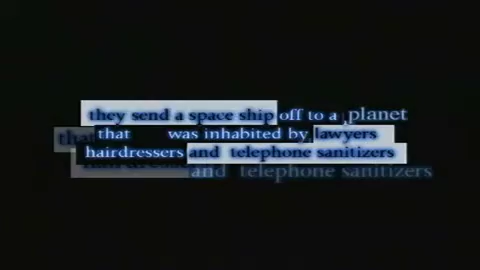 they send a space ship off to a planet
that was inhabited by lawyers
that
hairdressers and telephone sanitizers
and telephone sanitizers